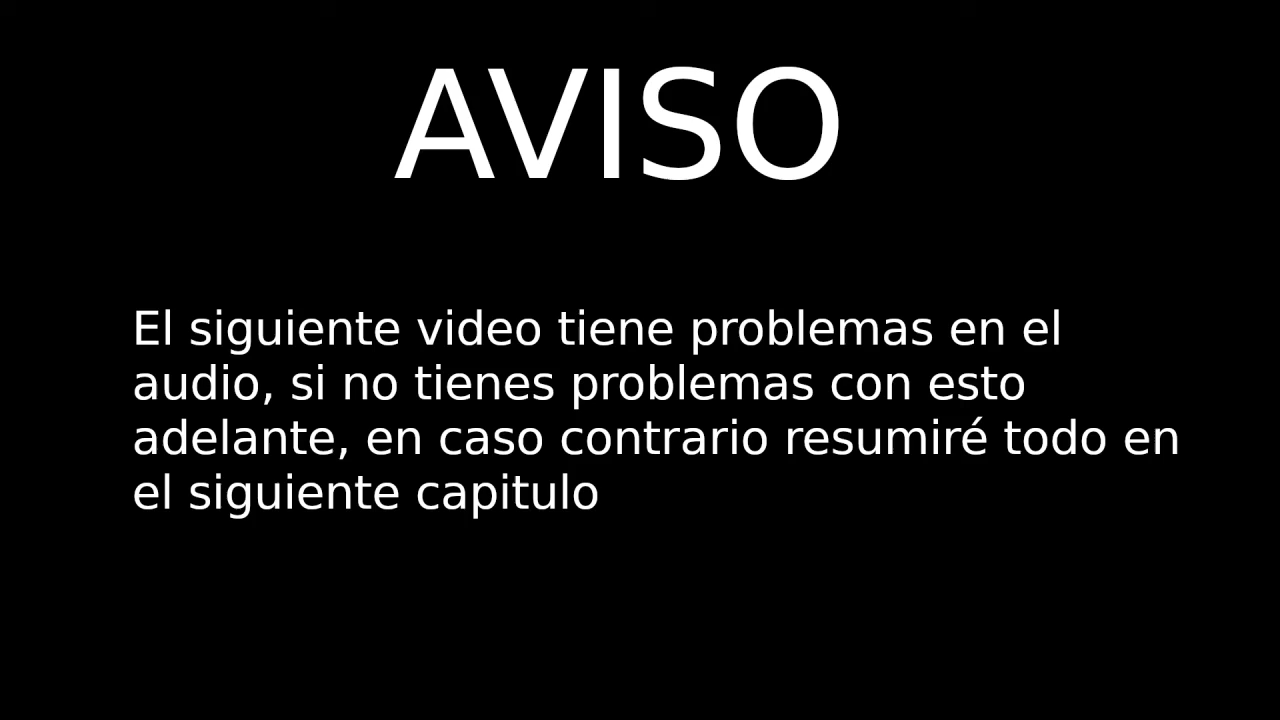 AVISO
El siguiente video tiene problemas en el
audio, si no tienes problemas con esto
adelante, en caso contrario resumiré todo en
el siguiente capitulo